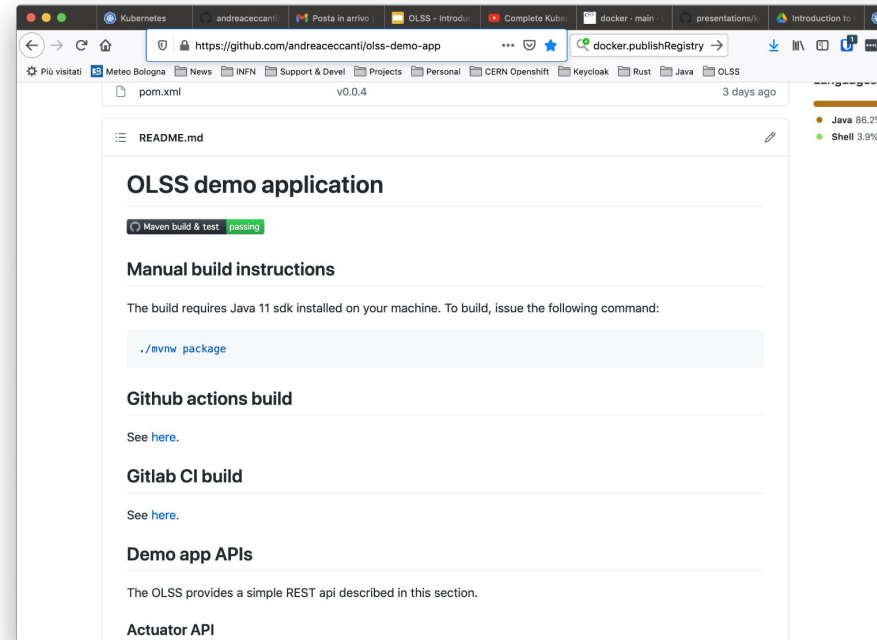 Kubernetes
andreaceccanti
Posta in arrivo
OLSS - Introduc
Complete Kuber
docker · main ·
presentations/k
Introduction to
https://github.com/andreaceccanti/olss-demo-app
docker.publishRegistry
Più visitati
Meteo Bologna
News
INFN
Support & Devel
Projects
Personal
CERN Openshift
Keycloak
Rust
Java
OLSS
pom.xml
v0.0.4
3 days ago
Java 86.2%
Shell 3.9%
README.md
OLSS demo application
Maven build & test passing
Manual build instructions
The build requires Java 11 sdk installed on your machine. To build, issue the following command:
./mvnw package
Github actions build
See here.
Gitlab CI build
See here.
Demo app APIs
The OLSS provides a simple REST api described in this section.
Actuator API